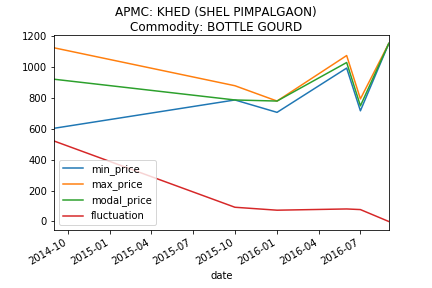 APMC: KHED (SHEL PIMPALGAON)
Commodity: BOTTLE GOURD
1200
1000
800
600
400
200
0
min_price
max_price
modal_price
fluctuation
2014-10
2015-01
2015-04
2015-07
2015-10
2016-01
2016-04
2016-07
date